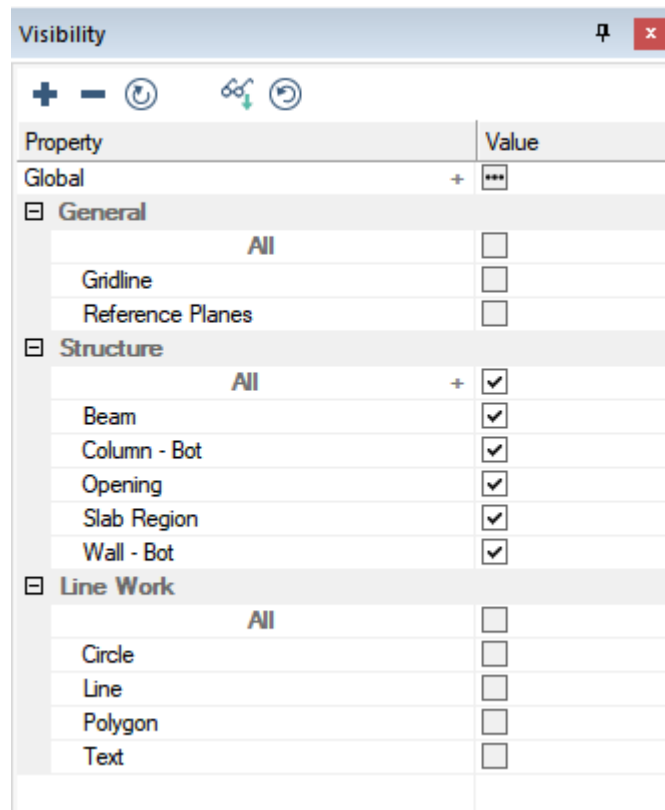 Visibility
Property Value
Global +
General
All
Gridline
Reference Planes
Structure
All +
Beam
Column - Bot
Opening
Slab Region
Wall - Bot
Line Work
All
Circle
Line
Polygon
Text